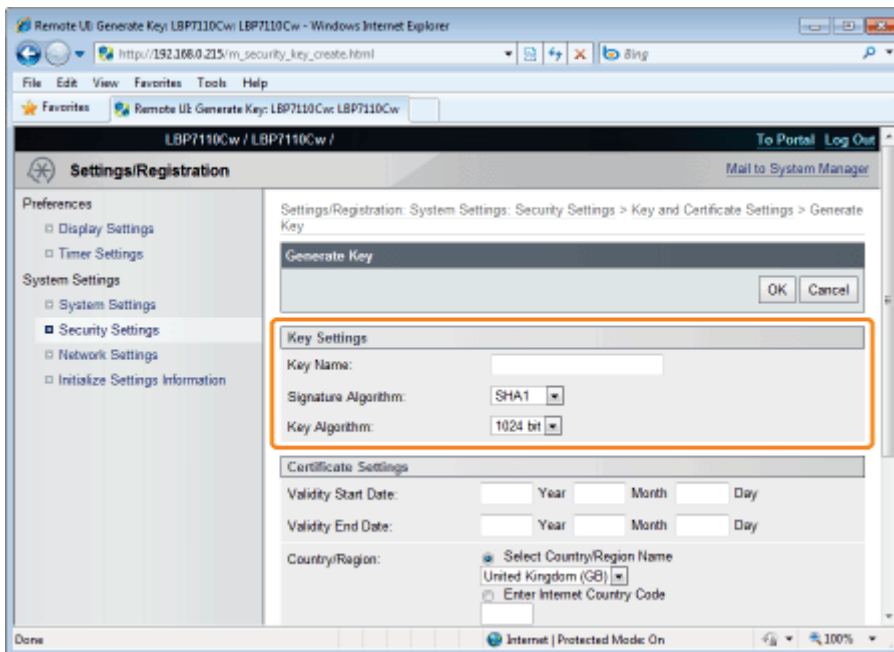 Remote UI: Generate Key: LBP7110Cw: LBP7110Cw - Windows Internet Explorer
http://192.168.0.215/m_security_key_create.html
Bing
File Edit View Favorites Tools Help
Favorites
Remote UI: Generate Key: LBP7110Cw: LBP7110Cw
LBP7110Cw / LBP7110Cw /
To Portal Log Out
Settings/Registration
Mail to System Manager
Preferences
Display Settings
Timer Settings
System Settings
System Settings
Security Settings
Network Settings
Initialize Settings Information
Settings/Registration: System Settings: Security Settings > Key and Certificate Settings > Generate
Key
Generate Key
OK Cancel
Key Settings
Key Name:
Signature Algorithm: SHA1
Key Algorithm: 1024 bit
Certificate Settings
Validity Start Date: Year Month Day
Validity End Date: Year Month Day
Country/Region: Select Country/Region Name
United Kingdom (GB)
Enter Internet Country Code
Done
Internet | Protected Mode: On
100%